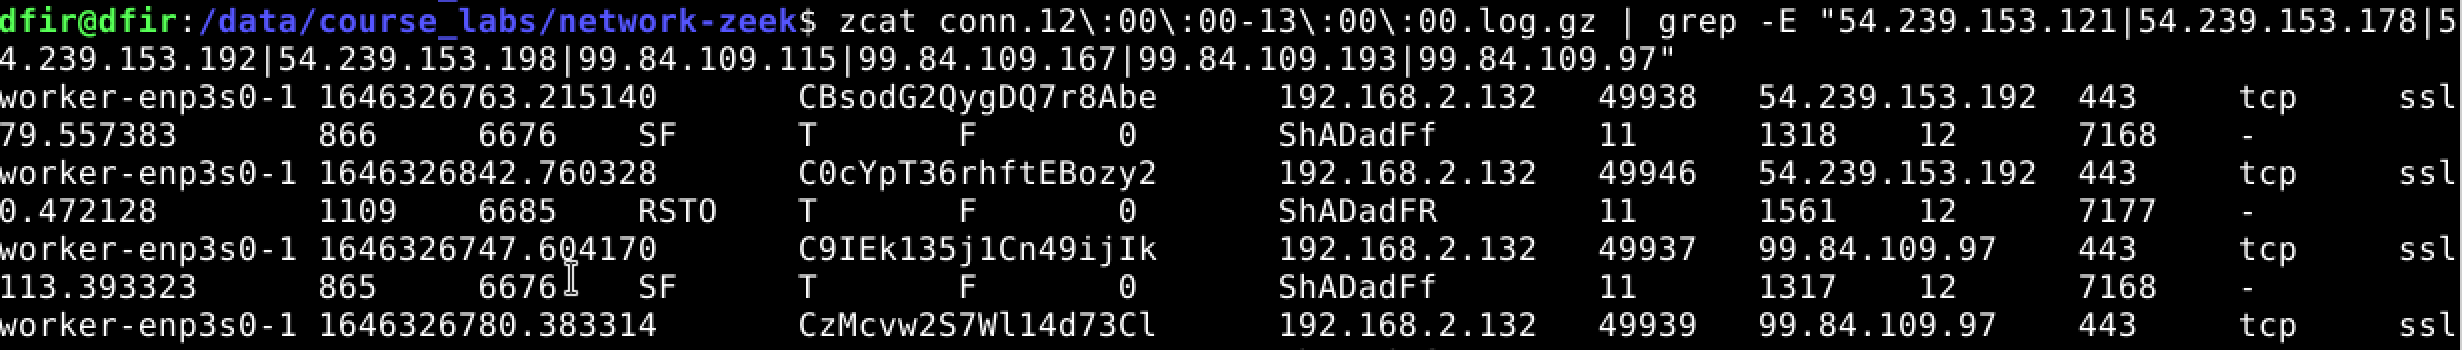 dfir@dfir:/data/course_labs/network-zeek$ zcat conn.12\:00\:00-13\:00\:00.log.gz | grep -E "54.239.153.121|54.239.153.178|5
4.239.153.192|54.239.153.198|99.84.109.115|99.84.109.167|99.84.109.193|99.84.109.97"
worker-enp3s0-1 1646326763.215140 CBsodG2QygDQ7r8Abe 192.168.2.132 49938 54.239.153.192 443 tcp ssl
79.557383 866 6676 SF T F 0 ShADadFf 11 1318 12 7168 -
worker-enp3s0-1 1646326842.760328 C0cYpT36rhftEBozy2 192.168.2.132 49946 54.239.153.192 443 tcp ssl
0.472128 1109 6685 RSTO T F 0 ShADadFR 11 1561 12 7177 -
worker-enp3s0-1 1646326747.604170 C9IEk135j1Cn49ijIk 192.168.2.132 49937 99.84.109.97 443 tcp ssl
113.393323 865 6676 SF T F 0 ShADadFf 11 1317 12 7168 -
worker-enp3s0-1 1646326780.383314 CzMcvw2S7Wl14d73Cl 192.168.2.132 49939 99.84.109.97 443 tcp ssl